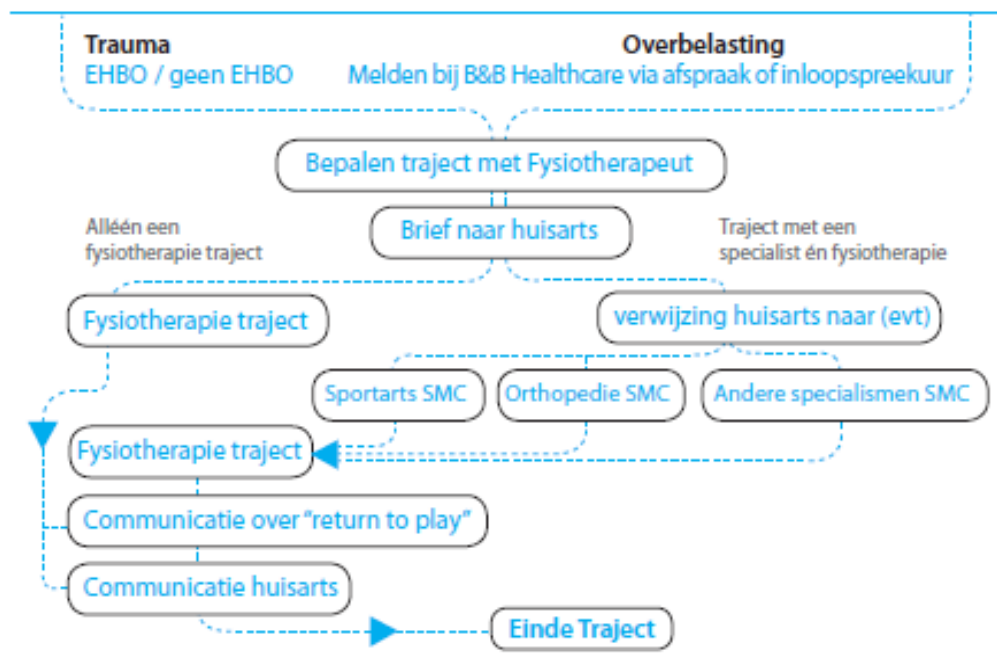 Trauma
EHBO / geen EHBO
Overbelasting
Melden bij B&B Healthcare via afspraak of inloopspreekuur
Bepalen traject met Fysiotherapeut
Brief naar huisarts
Alléén een
fysiotherapie traject
Traject met een
specialist én fysiotherapie
Fysiotherapie traject
verwijzing huisarts naar (evt)
Sportarts SMC
Orthopedie SMC
Andere specialismen SMC
Fysiotherapie traject
Communicatie over "return to play"
Communicatie huisarts
Einde Traject